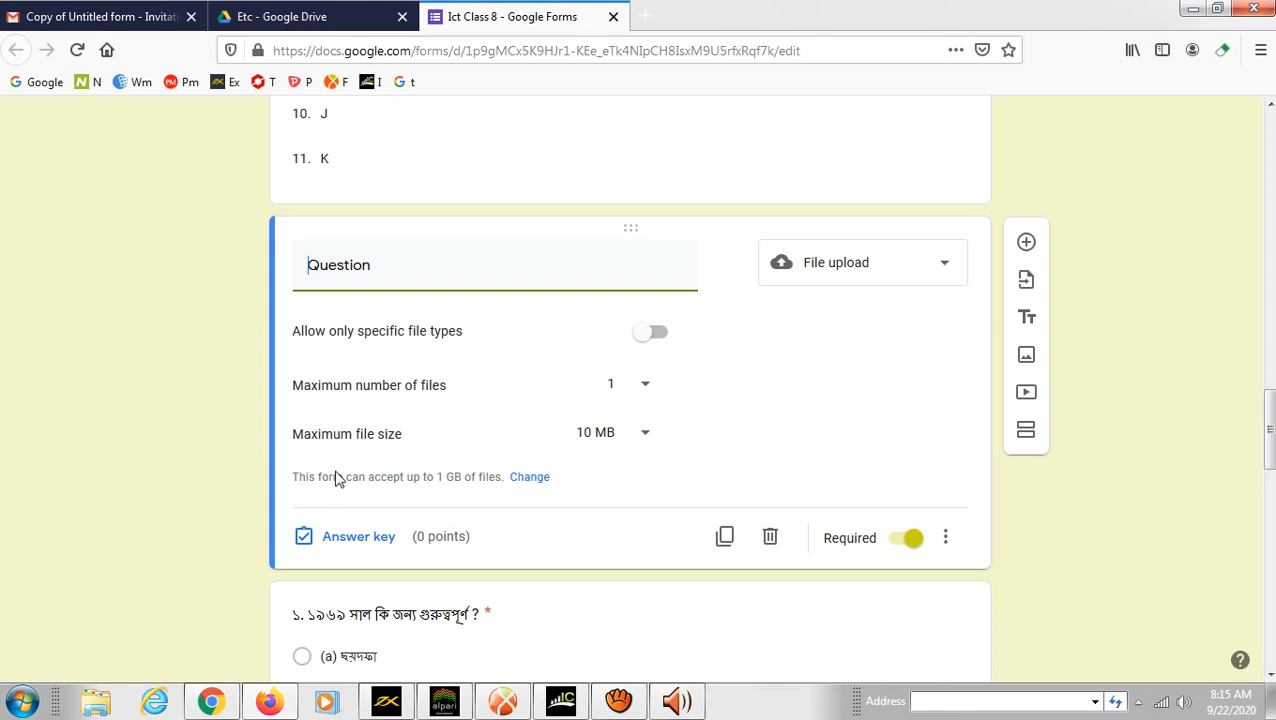 Copy of Untitled form - Invitati
Etc - Google Drive
Ict Class 8 - Google Forms
https://docs.google.com/forms/d/1p9gMCx5K9HJr1-KEe_eTk4NIpCH8IsxM9U5rfxRqf7k/edit
Google
N
Wm
Pm
Ex
T
P
F
I
t
10. J
11. K
Question
File upload
Allow only specific file types
Maximum number of files
1
Maximum file size
10 MB
This form can accept up to 1 GB of files. Change
Answer key (0 points)
Required
১. ১৯৬৯ সাল কি জন্য গুরুত্বপূর্ণ ? *
(a) ছয়দফা
alpari
IC
Address
8:15 AM
9/22/2020